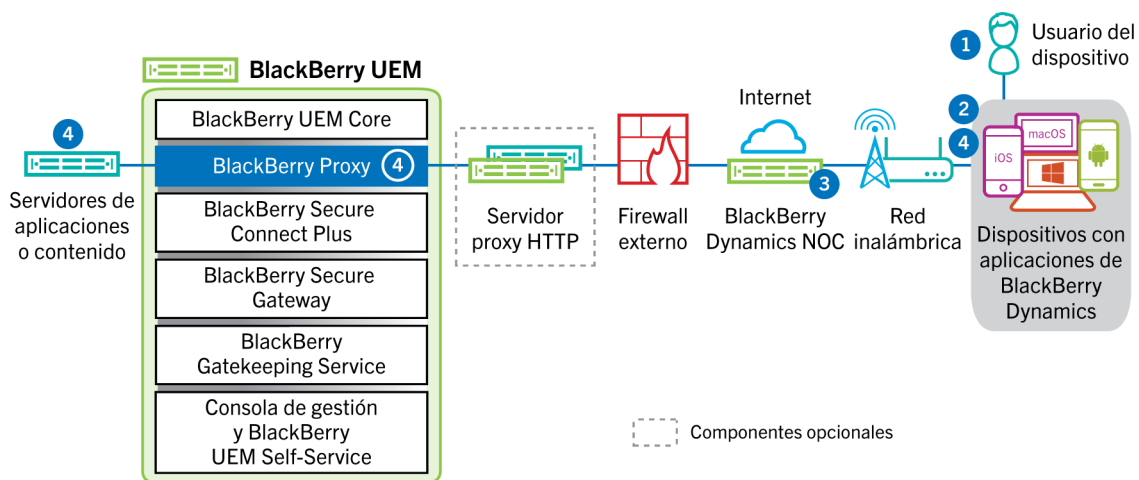 BlackBerry UEM
BlackBerry UEM Core
4
BlackBerry Proxy 4
Servidores de
aplicaciones
o contenido
BlackBerry Secure
Connect Plus
BlackBerry Secure
Gateway
BlackBerry
Gatekeeping Service
Consola de gestión
y BlackBerry
UEM Self-Service
Servidor
proxy HTTP
Firewall
externo
Internet
3
BlackBerry
Dynamics NOC
Red
inalámbrica
1
Usuario del
dispositivo
2
4
macOS
iOS
Dispositivos con
aplicaciones de
BlackBerry
Dynamics
Componentes opcionales